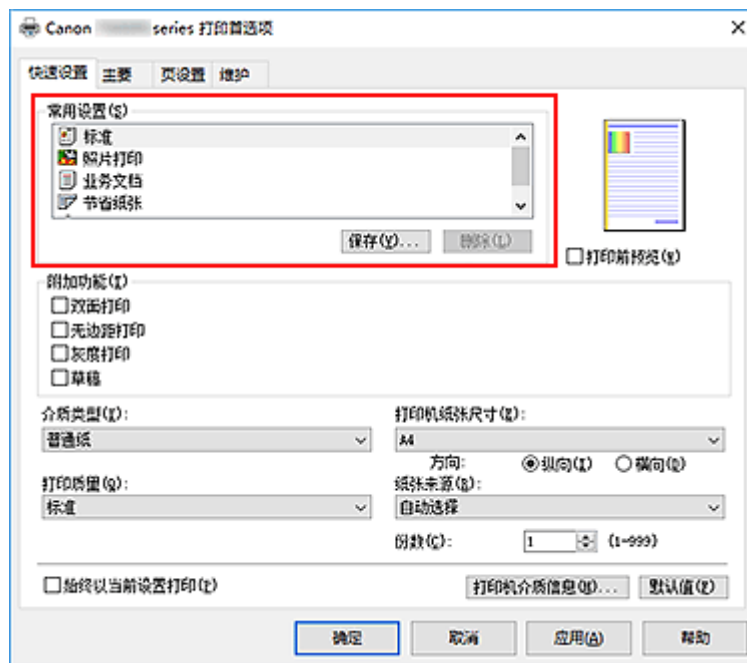 Canon series 打印首选项
快速设置 主要 页设置 维护
常用设置(S)
标准
照片打印
业务文档
节省纸张
保存(V)... 删除(L)
打印前预览(W)
附加功能(I)
双面打印
无边距打印
灰度打印
草稿
介质类型(Y):
普通纸
打印机纸张尺寸(Z):
A4
方向: 纵向(I) 横向(D)
打印质量(Q):
标准
纸张来源(B):
自动选择
份数(C): 1 (1-999)
始终以当前设置打印(P)
打印机介质信息(M)... 默认值(F)
确定 取消 应用(A) 帮助